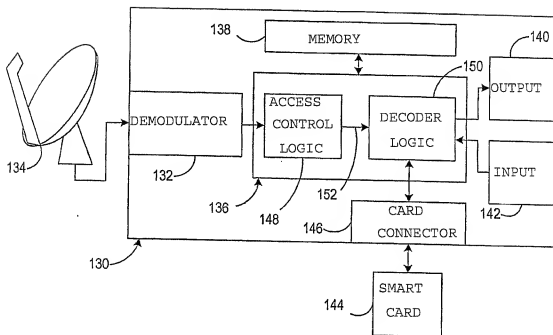 138
MEMORY
140
150
OUTPUT
DEMODULATOR
ACCESS
CONTROL
LOGIC
DECODER
LOGIC
134
132
152
INPUT
136
148
142
146
CARD
CONNECTOR
130
144
SMART
CARD